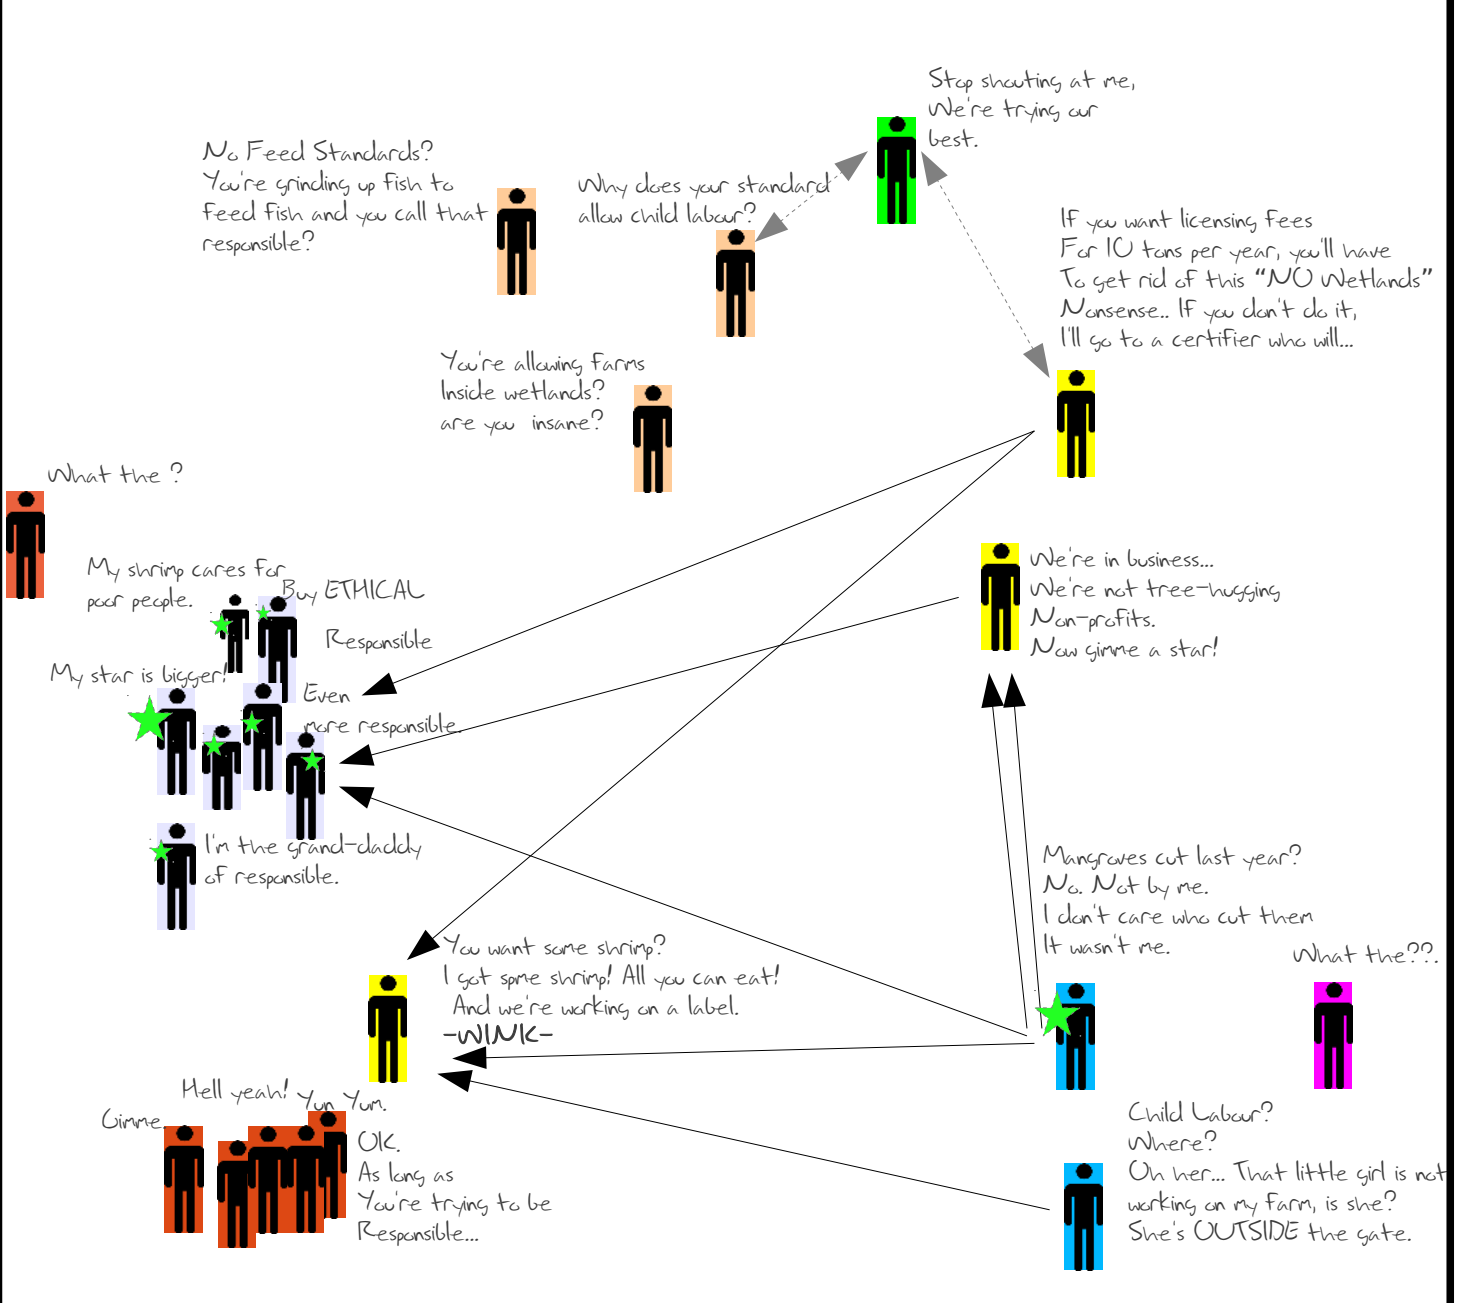 Stop shouting at me,
We're trying our
best.
No Feed Standards?
You're grinding up fish to
feed fish and you call that
responsible?
Why does your standard
allow child labour?
If you want licensing fees
For 10 tons per year, you'll have
To get rid of this “NO Wetlands”
Nonsense.. If you don't do it,
I'll go to a certifier who will...
You're allowing farms
Inside wetlands?
are you insane?
What the ?
My shrimp cares for
poor people.
Buy ETHICAL
Responsible
My star is bigger!
Even
more responsible.
I'm the grand-daddy
of responsible.
We're in business...
We're not tree-hugging
Non-profits.
Now gimme a star!
Mangroves cut last year?
No. Not by me.
I don't care who cut them
It wasn't me.
What the??.
You want some shrimp?
I got some shrimp! All you can eat!
And we're working on a label.
-WINK-
Hell yeah!
Yun Yum.
Gimme.
OK.
As long as
You're trying to be
Responsible...
Child Labour?
Where?
Oh her... That little girl is not
working on my farm, is she?
She's OUTSIDE the gate.